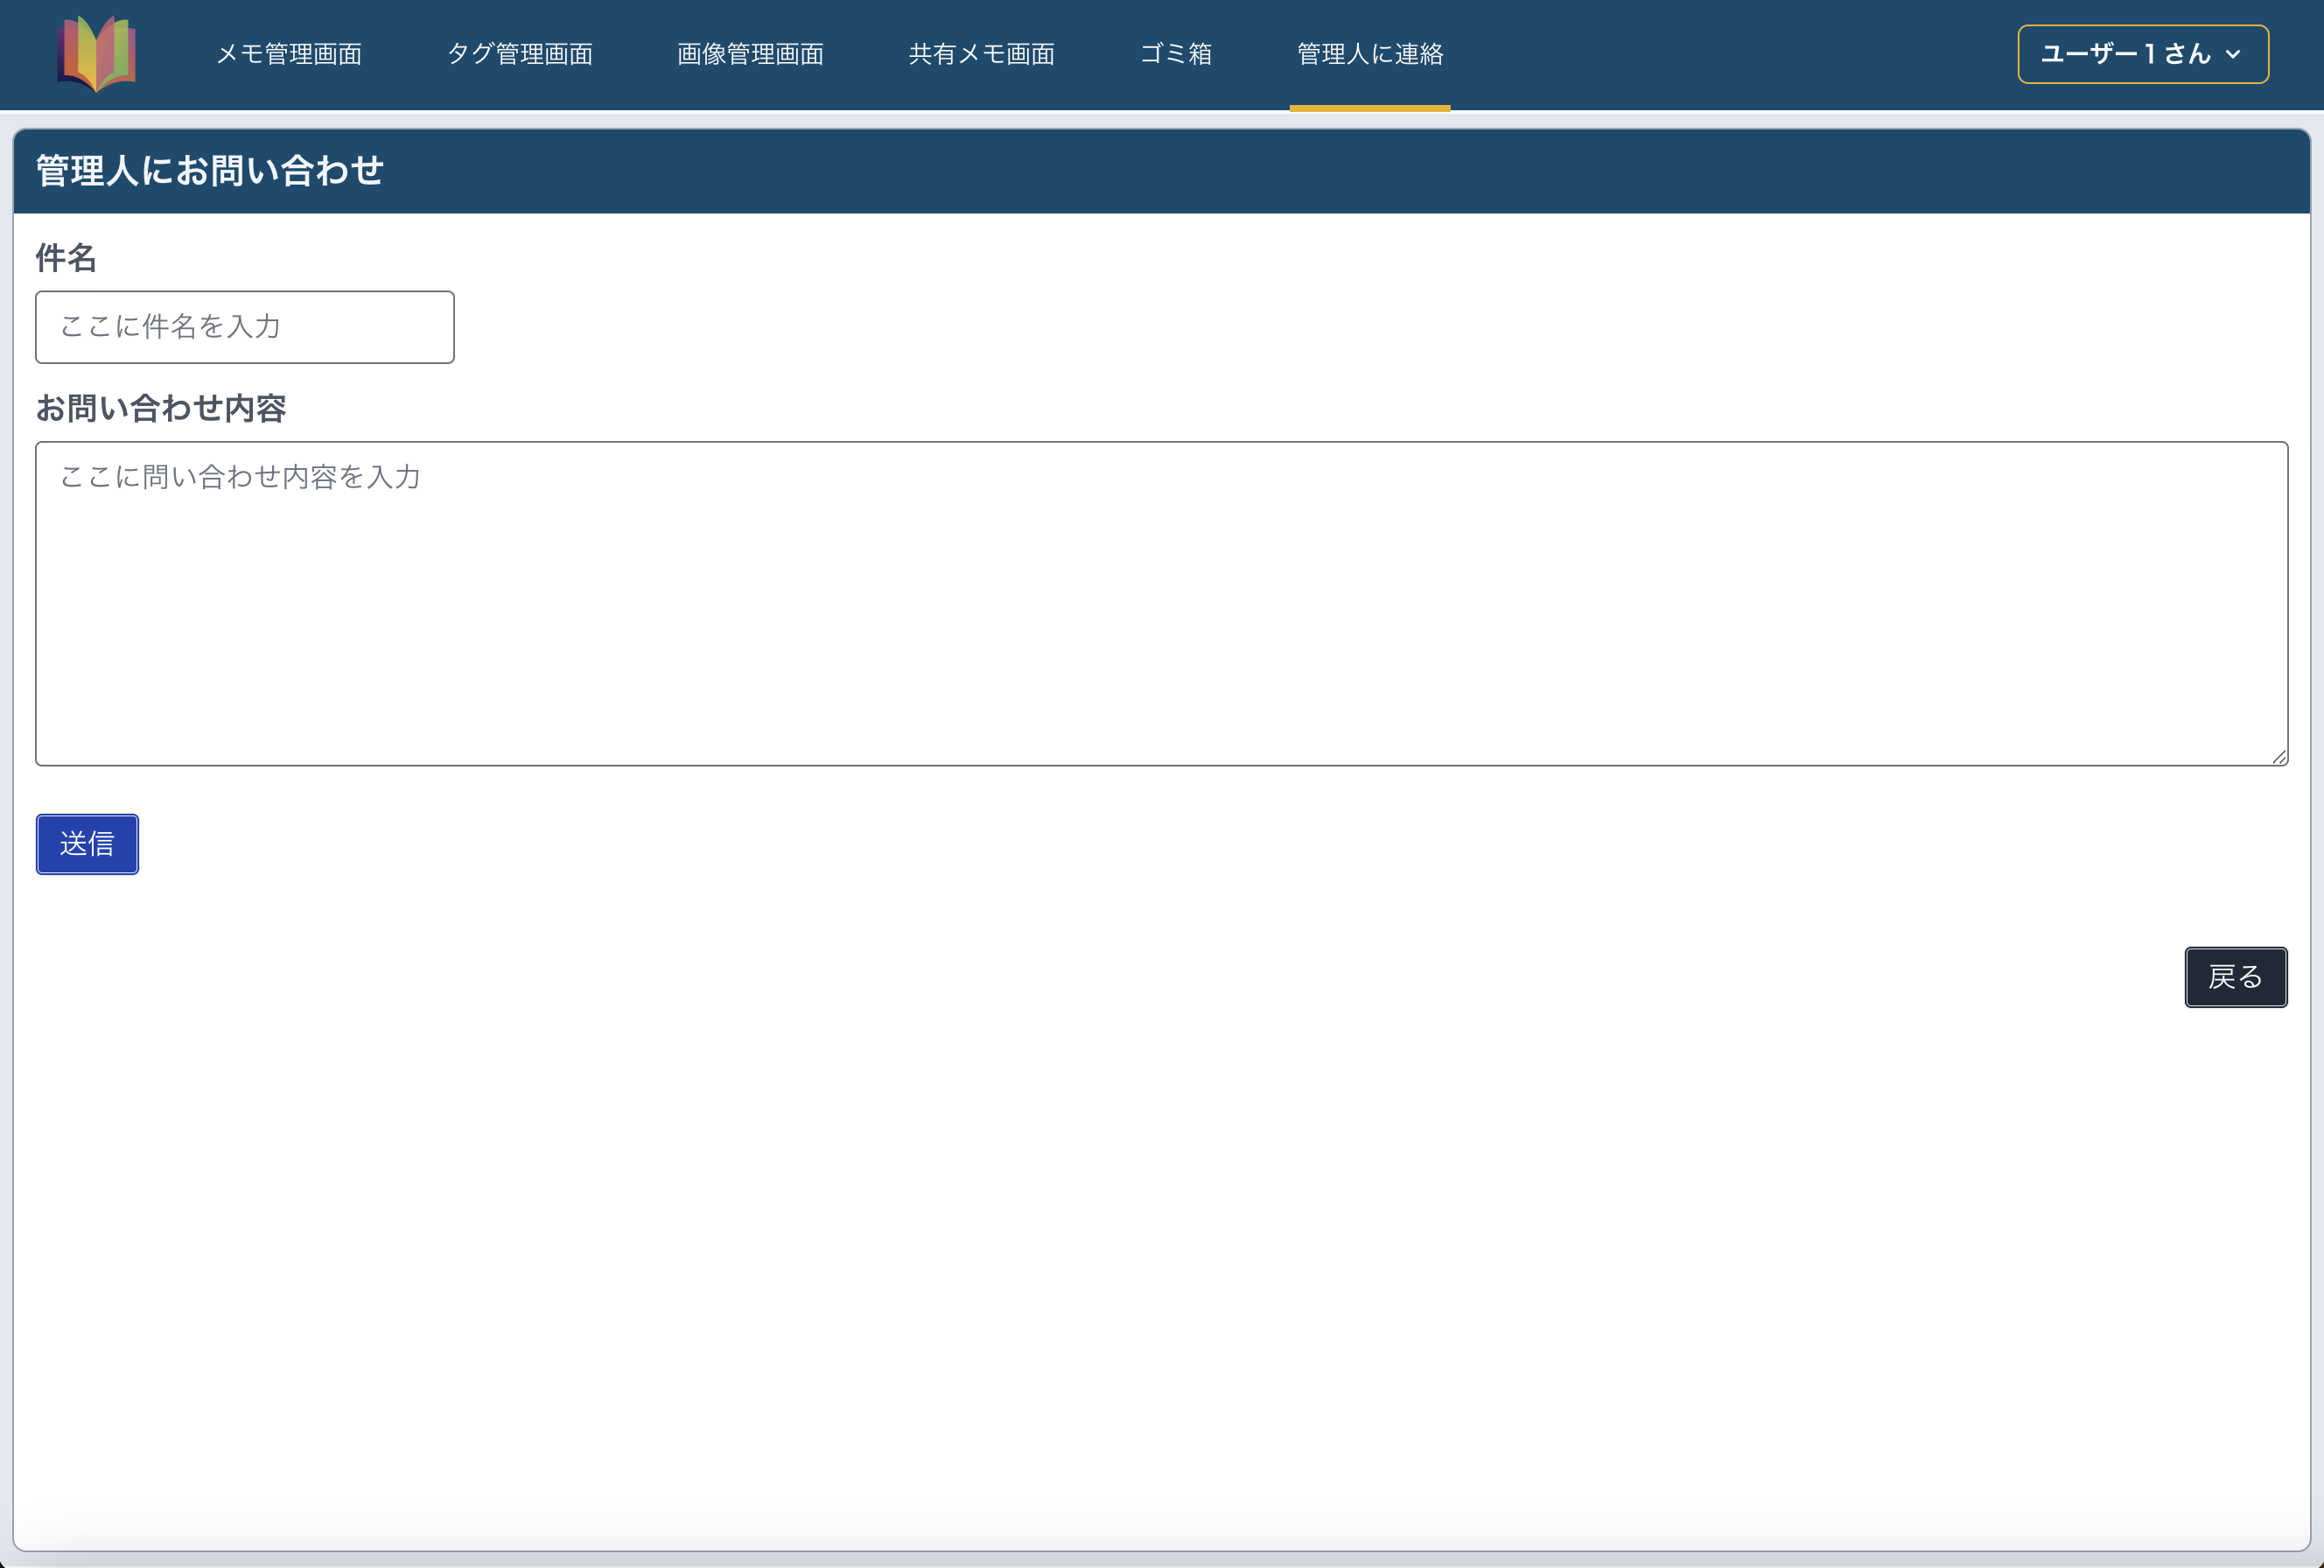 メモ管理画面 タグ管理画面 画像管理画面 共有メモ画面 ゴミ箱 管理人に連絡 ユーザー1さん
管理人にお問い合わせ
件名
ここに件名を入力
お問い合わせ内容
ここに問い合わせ内容を入力
送信
戻る